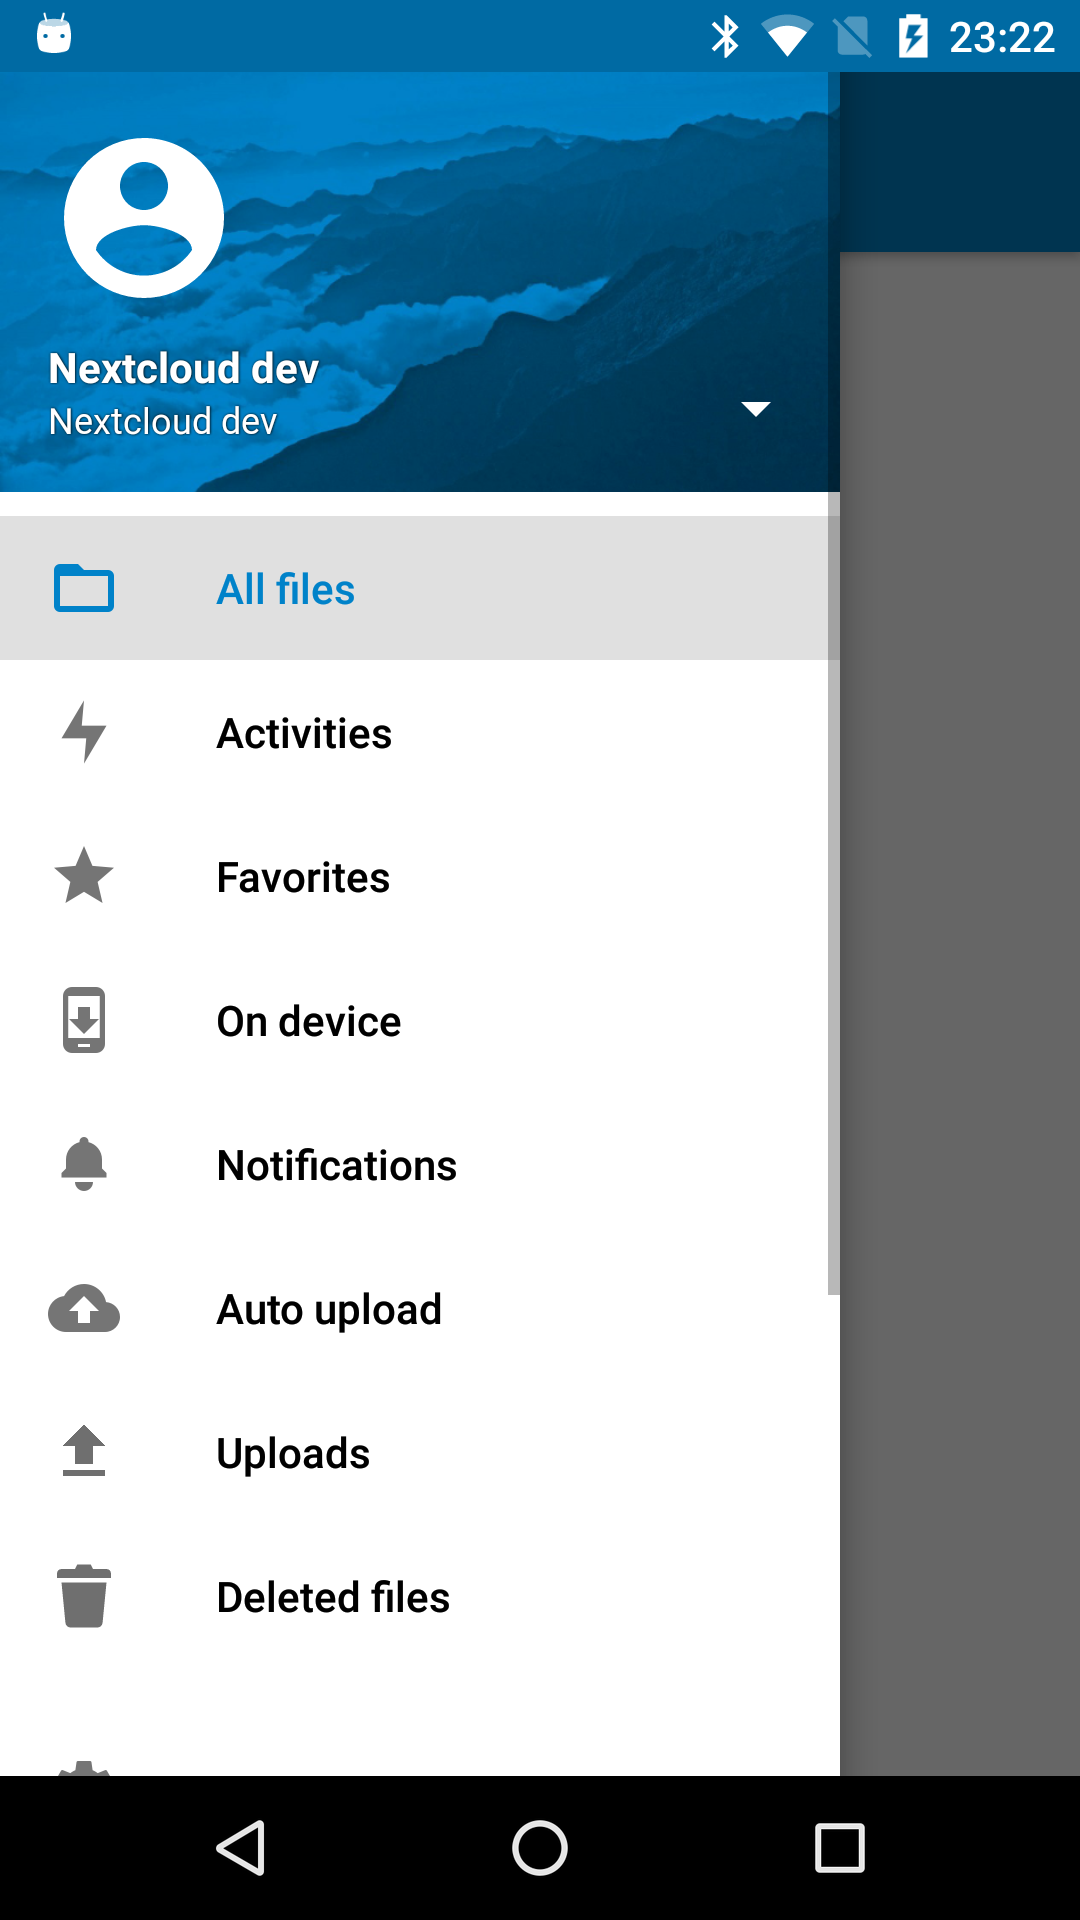 23:22
Nextcloud dev
Nextcloud dev
All files
Activities
Favorites
On device
Notifications
Auto upload
Uploads
Deleted files